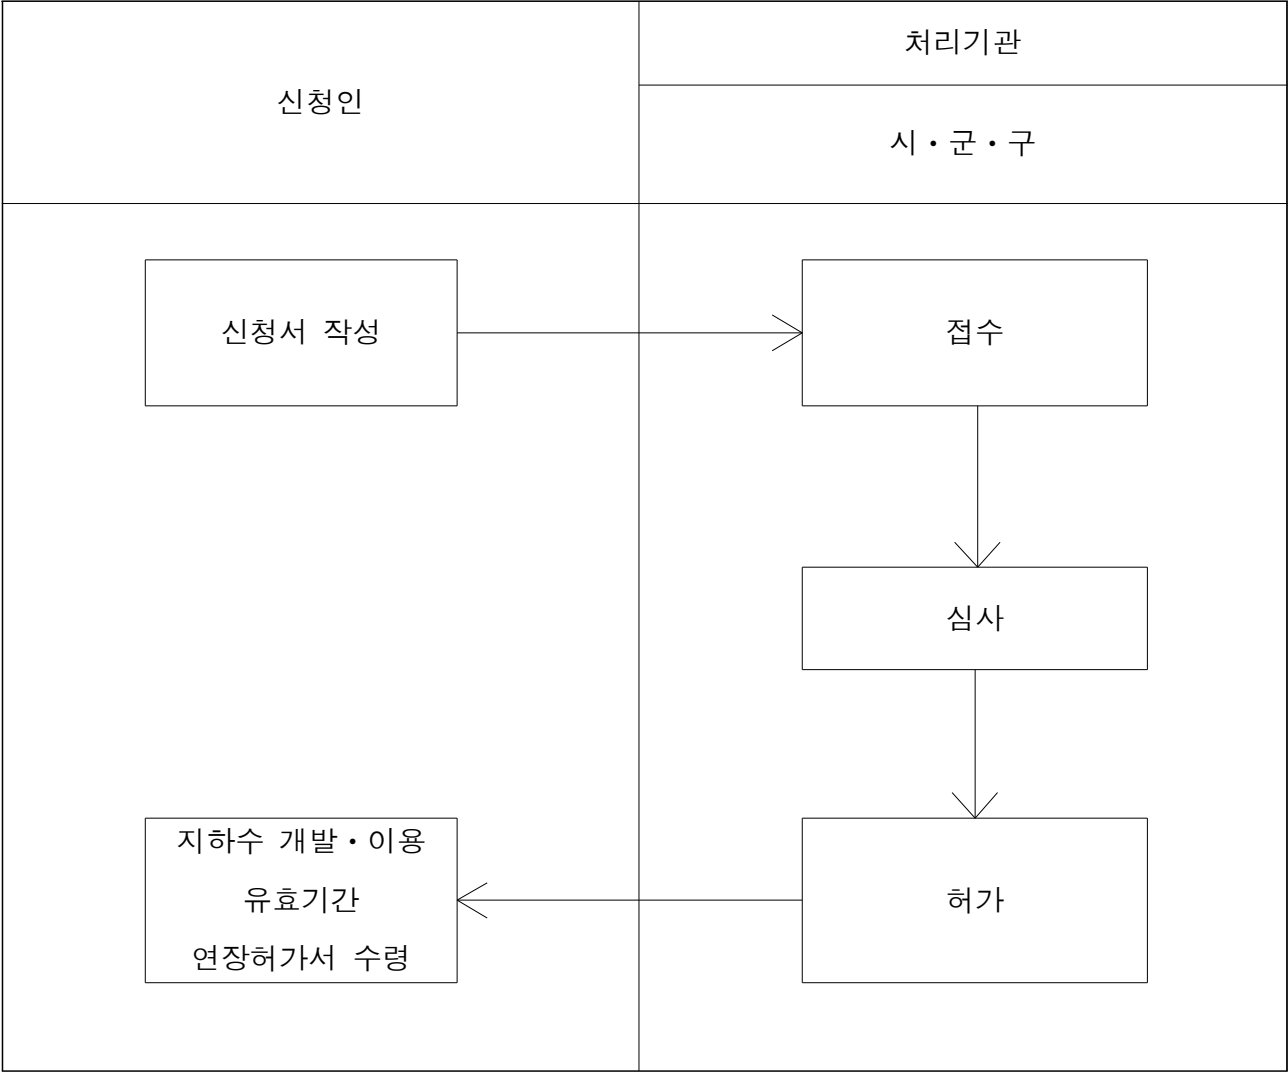 신청인
처리기관
시・군・구
신청서 작성
접수
심사
허가
지하수 개발・이용
유효기간
연장허가서 수령